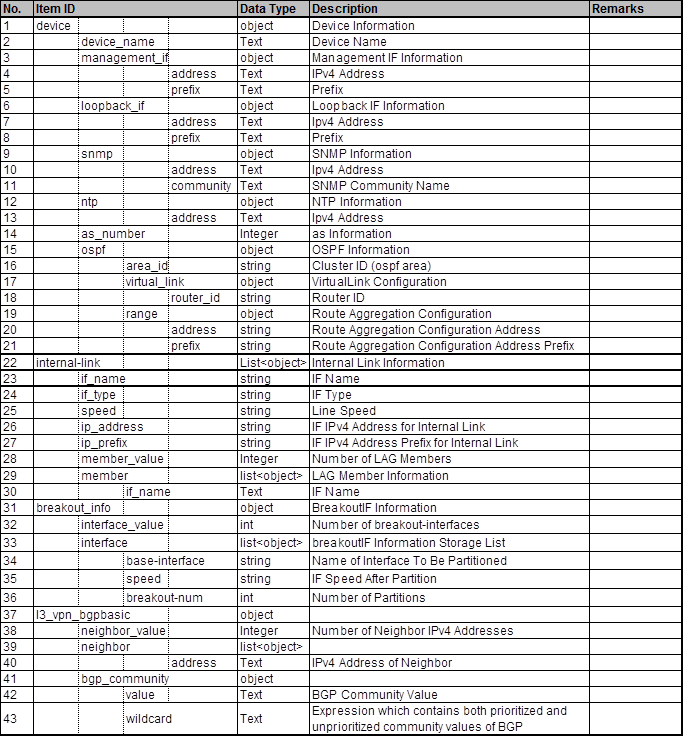 No. Item ID Data Type Description Remarks
1 device object Device Information
2 device_name Text Device Name
3 management_if object Management IF Information
4 address Text IPv4 Address
5 prefix Text Prefix
6 loopback_if object Loopback IF Information
7 address Text Ipv4 Address
8 prefix Text Prefix
9 snmp object SNMP Information
10 address Text Ipv4 Address
11 community Text SNMP Community Name
12 ntp object NTP Information
13 address Text Ipv4 Address
14 as_number Integer as Information
15 ospf object OSPF Information
16 area_id string Cluster ID (ospf area)
17 virtual_link object VirtualLink Configuration
18 router_id string Router ID
19 range object Route Aggregation Configuration
20 address string Route Aggregation Configuration Address
21 prefix string Route Aggregation Configuration Address Prefix
22 internal-link List<object> Internal Link Information
23 if_name string IF Name
24 if_type string IF Type
25 speed string Line Speed
26 ip_address string IF IPv4 Address for Internal Link
27 ip_prefix string IF IPv4 Address Prefix for Internal Link
28 member_value Integer Number of LAG Members
29 member list<object> LAG Member Information
30 if_name Text IF Name
31 breakout_info object BreakoutIF Information
32 interface_value int Number of breakout-interfaces
33 interface list<object> breakoutIF Information Storage List
34 base-interface string Name of Interface To Be Partitioned
35 speed string IF Speed After Partition
36 breakout-num int Number of Partitions
37 l3_vpn_bgpbasic object
38 neighbor_value Integer Number of Neighbor IPv4 Addresses
39 neighbor list<object>
40 address Text IPv4 Address of Neighbor
41 bgp_community object
42 value Text BGP Community Value
43 wildcard Text Expression which contains both prioritized and
unprioritized community values of BGP